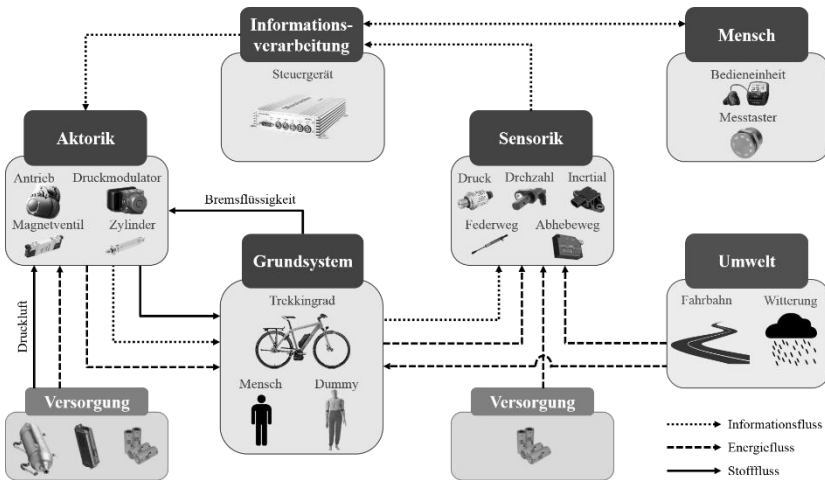 Informations-
verarbeitung
Steuergerät
Mensch
Bedieneinheit
Messtaster
Aktorik
Antrieb Druckmodulator
Magnetventil Zylinder
Sensorik
Druck Drehzahl Inertial
Federweg Abhebeweg
Bremsflüssigkeit
Grundsystem
Trekkingrad
Mensch Dummy
Umwelt
Fahrbahn Witterung
Druckluft
Versorgung
Versorgung
Informationsfluss
Energiefluss
Stofffluss